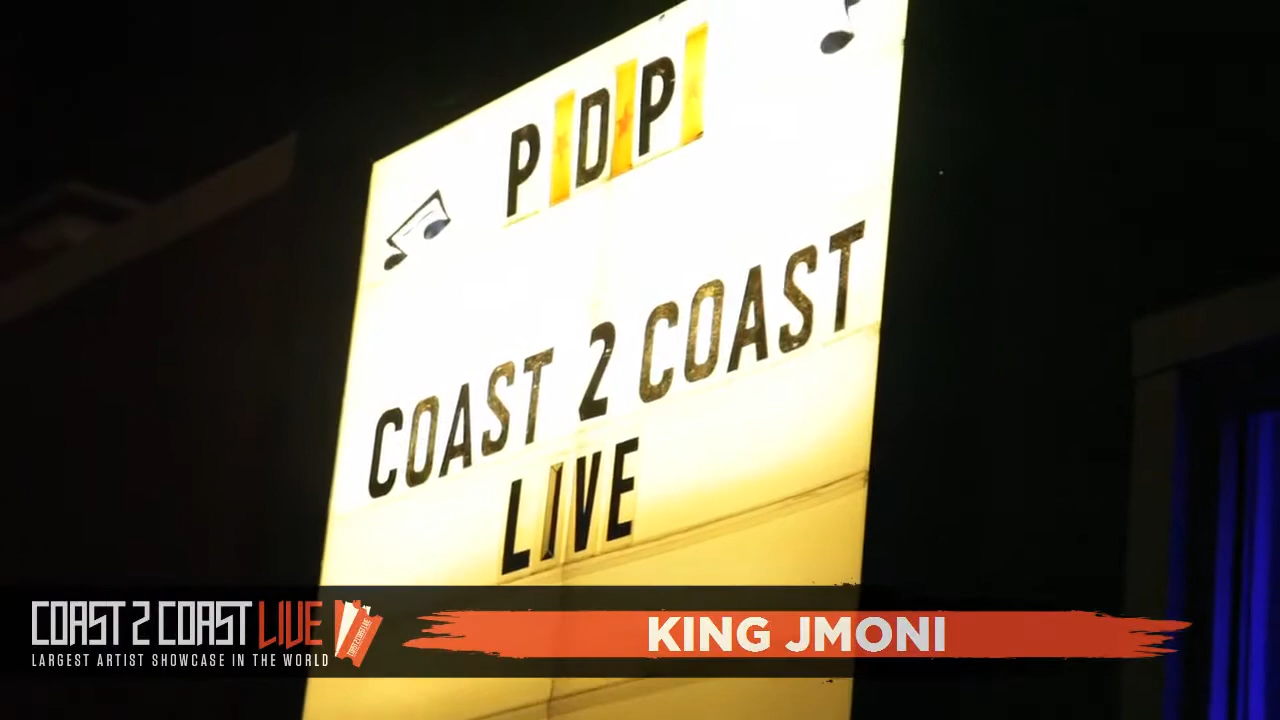 PDP
COAST 2 COAST
LIVE
COAST 2 COAST LIVE
LARGEST ARTIST SHOWCASE IN THE WORLD
KING JMONI